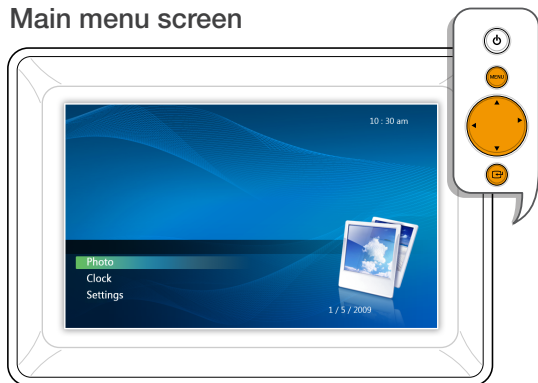 Main menu screen
MENU
10 : 30 am
Photo
Clock
Settings
1 / 5 / 2009